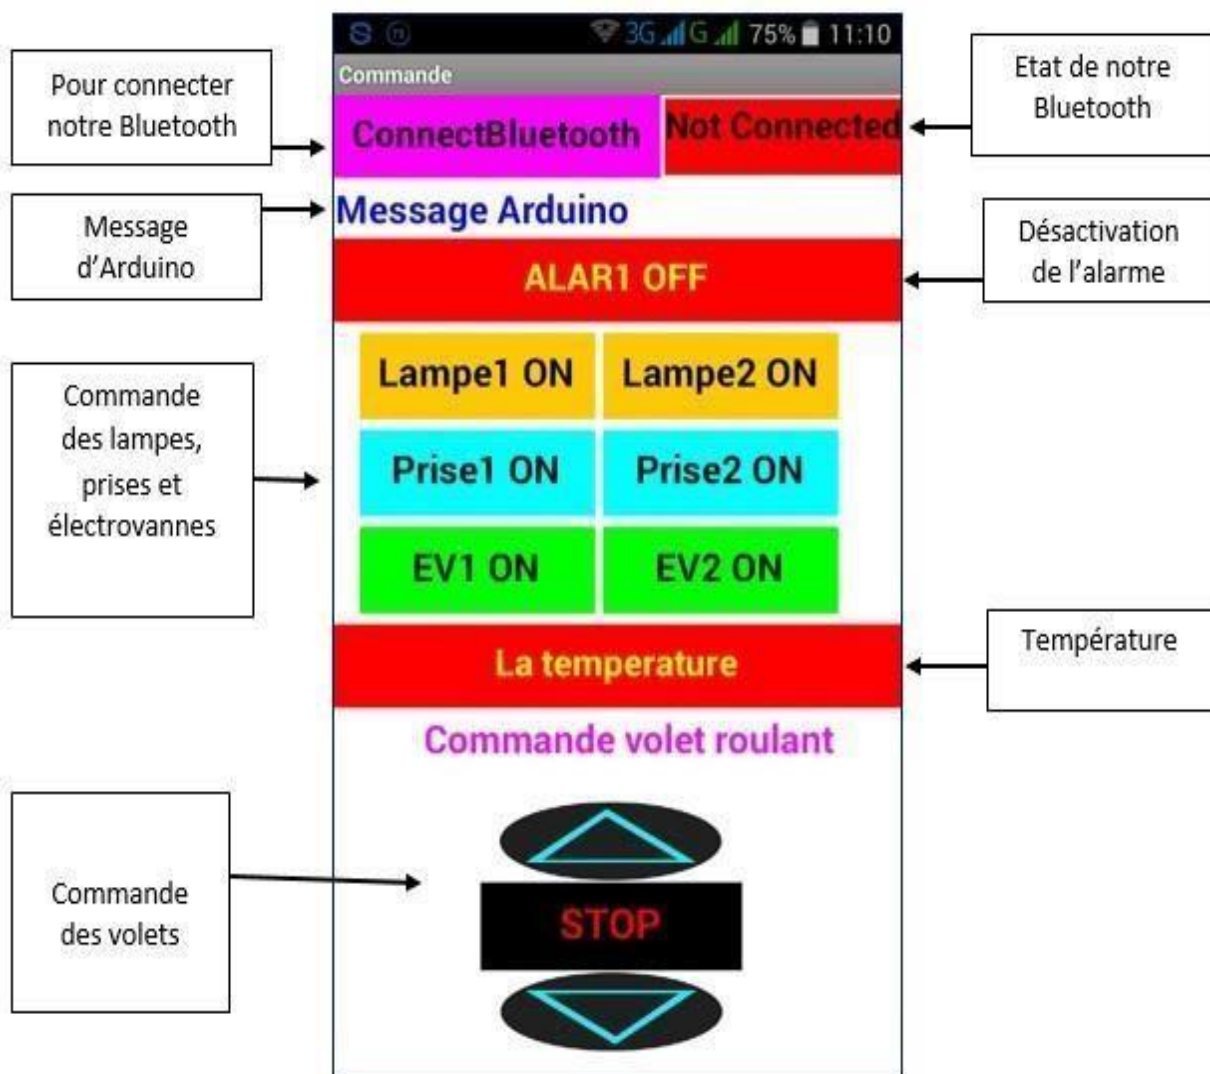 3G G 75% 11:10
Commande
Pour connecter
notre Bluetooth
ConnectBluetooth
Not Connected
Etat de notre
Bluetooth
Message
d'Arduino
Message Arduino
Désactivation
de l'alarme
ALAR1 OFF
Commande
des lampes,
prises et
électrovannes
Lampe1 ON
Lampe2 ON
Prise1 ON
Prise2 ON
EV1 ON
EV2 ON
La temperature
Température
Commande volet roulant
Commande
des volets
STOP